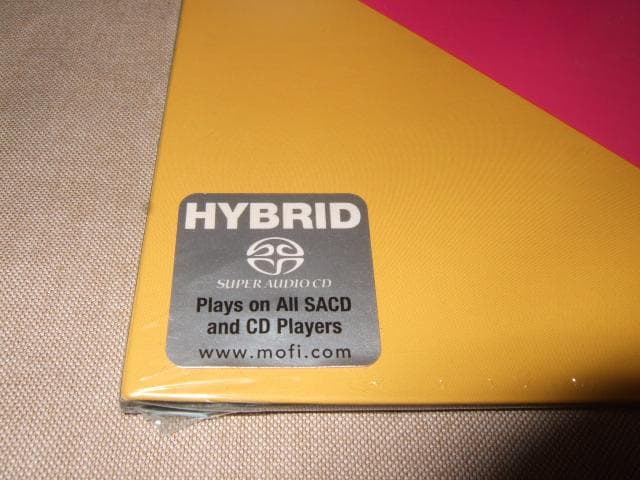 HYBRID
SUPER AUDIO CD
Plays on All SACD
and CD Players
www.mofi.com